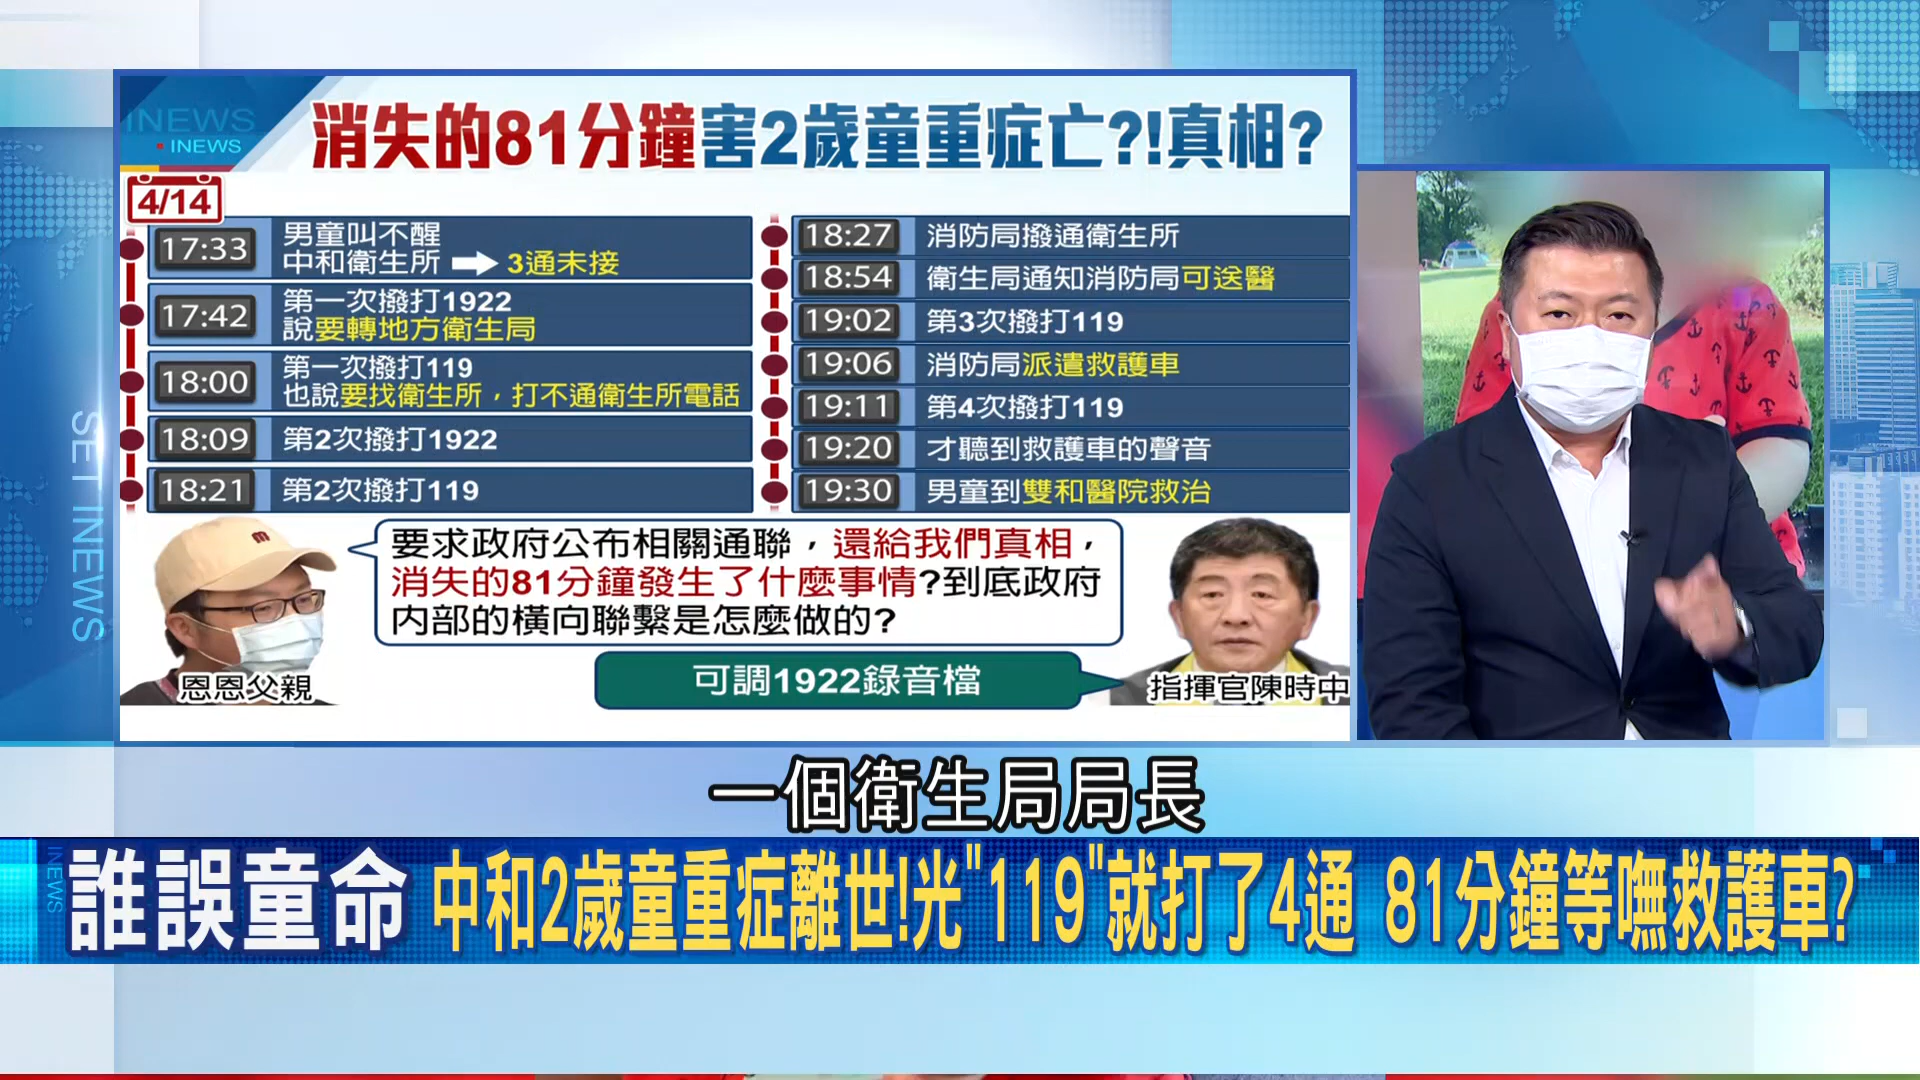 INEWS
INEWS
消失的81分鐘害2歲童重症亡?!真相?
4/14
17:33 男童叫不醒
中和衛生所 3通未接
17:42 第一次撥打1922
說要轉地方衛生局
18:00 第一次撥打119
也說要找衛生所，打不通衛生所電話
18:09 第2次撥打1922
18:21 第2次撥打119
18:27 消防局撥通衛生所
18:54 衛生局通知消防局可送醫
19:02 第3次撥打119
19:06 消防局派遣救護車
19:11 第4次撥打119
19:20 才聽到救護車的聲音
19:30 男童到雙和醫院救治
要求政府公布相關通聯，還給我們真相，
消失的81分鐘發生了什麼事情?到底政府
內部的橫向聯繫是怎麼做的?
恩恩父親
可調1922錄音檔
指揮官陳時中
SET INEWS
一個衛生局局長
INEWS
誰誤童命 中和2歲童重症離世!光"119"就打了4通 81分鐘等嘸救護車?